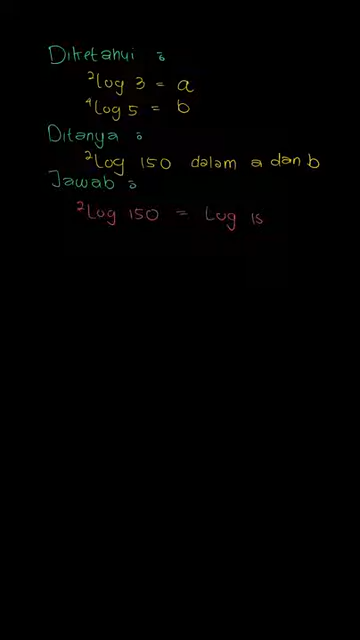 Diketahui :
²log 3 = a
⁴log 5 = b
Ditanya :
²log 150 dalam a dan b
Jawab :
²log 150 = Log 15